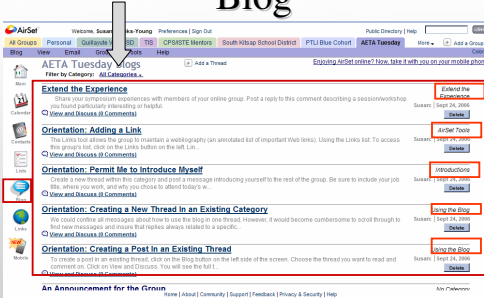 Blog
AirSet Welcome, Susan Brooks-Young Preferences | Sign Out Public Directory | Help
All Groups Personal Quillayute Valley SD TIS CPS/ISTE Mentors South Kitsap School District PTLI Blue Cohort AETA Tuesday More Add a Group
Blog View Email Group Tools Help
AETA Tuesday Blogs Add a Thread Enjoying AirSet online? Now, take it with you on your mobile phone
Filter by Category: All Categories
Main
Calendar
Contacts
Lists
Blog
Links
NEW
Mobile
Extend the Experience Extend the Experience
Share your symposium experiences with members of your online group. Post a reply to this comment describing a session/workshop you found particularly interesting or helpful. Susan: | Sept 24, 2006
View and Discuss (0 Comments) Delete
Orientation: Adding a Link AirSet Tools
The Links tool allows the group to maintain a webliography (an annotated list of important Web links). Using the Links list: To access this group's list, click on the Links button on the left. Lin... Susan: | Sept 24, 2006
View and Discuss (0 Comments) Delete
Orientation: Permit Me to Introduce Myself Introductions
Create a new thread within this category and post a message introducing yourself to the rest of the group. Be sure to include your job title, where you work, and why you chose to attend today's w... Susan: | Sept 24, 2006
View and Discuss (0 Comments) Delete
Orientation: Creating a New Thread in an Existing Category Using the Blog
We could confine all messages about how to use the blog in one thread. However, it would become cumbersome to scroll through to find new messages and insure that replies always related to a specific... Susan: | Sept 24, 2006
View and Discuss (0 Comments) Delete
Orientation: Creating a Post in an Existing Thread Using the Blog
To create a post in an existing thread, click on the Blog button on the left side of the screen. Choose the thread you want to read and comment on. Click on View and Discuss. You will see the full t... Susan: | Sept 24, 2006
View and Discuss (0 Comments) Delete
An Announcement for the Group No Category
Home | About | Community | Support | Feedback | Privacy & Security | Help